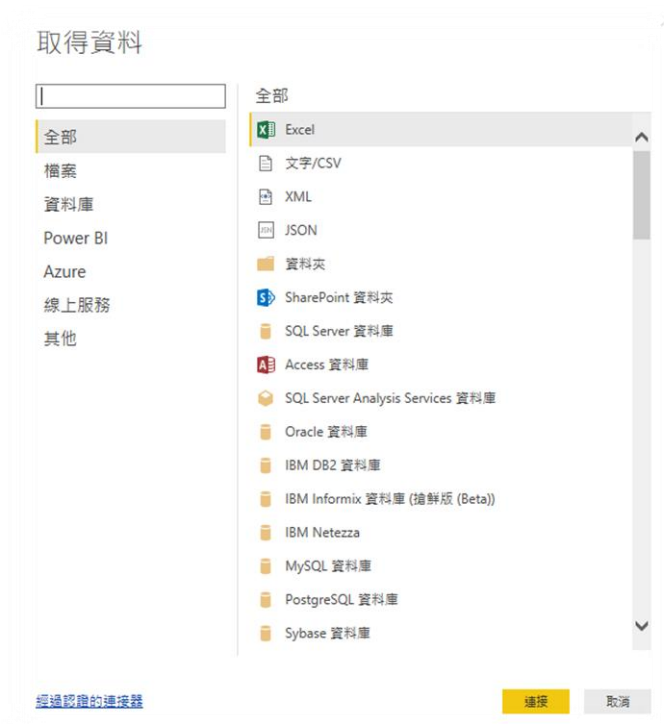 取得資料
全部
檔案
資料庫
Power BI
Azure
線上服務
其他
全部
Excel
文字/CSV
XML
JSON
資料夾
SharePoint 資料夾
SQL Server 資料庫
Access 資料庫
SQL Server Analysis Services 資料庫
Oracle 資料庫
IBM DB2 資料庫
IBM Informix 資料庫 (搶鮮版 (Beta))
IBM Netezza
MySQL 資料庫
PostgreSQL 資料庫
Sybase 資料庫
經過認證的連接器
連接
取消